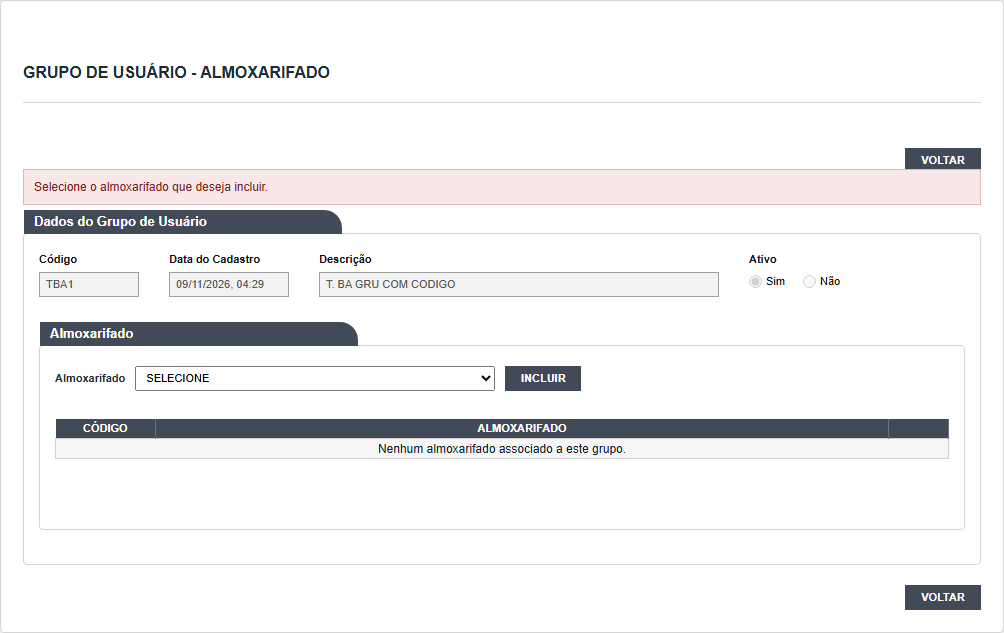 GRUPO DE USUÁRIO - ALMOXARIFADO
VOLTAR
Selecione o almoxarifado que deseja incluir.
Dados do Grupo de Usuário
Código Data do Cadastro Descrição Ativo
TBA1 09/11/2026, 04:29 T. BA GRU COM CODIGO Sim Não
Almoxarifado
Almoxarifado SELECIONE INCLUIR
CÓDIGO ALMOXARIFADO
Nenhum almoxarifado associado a este grupo.
VOLTAR